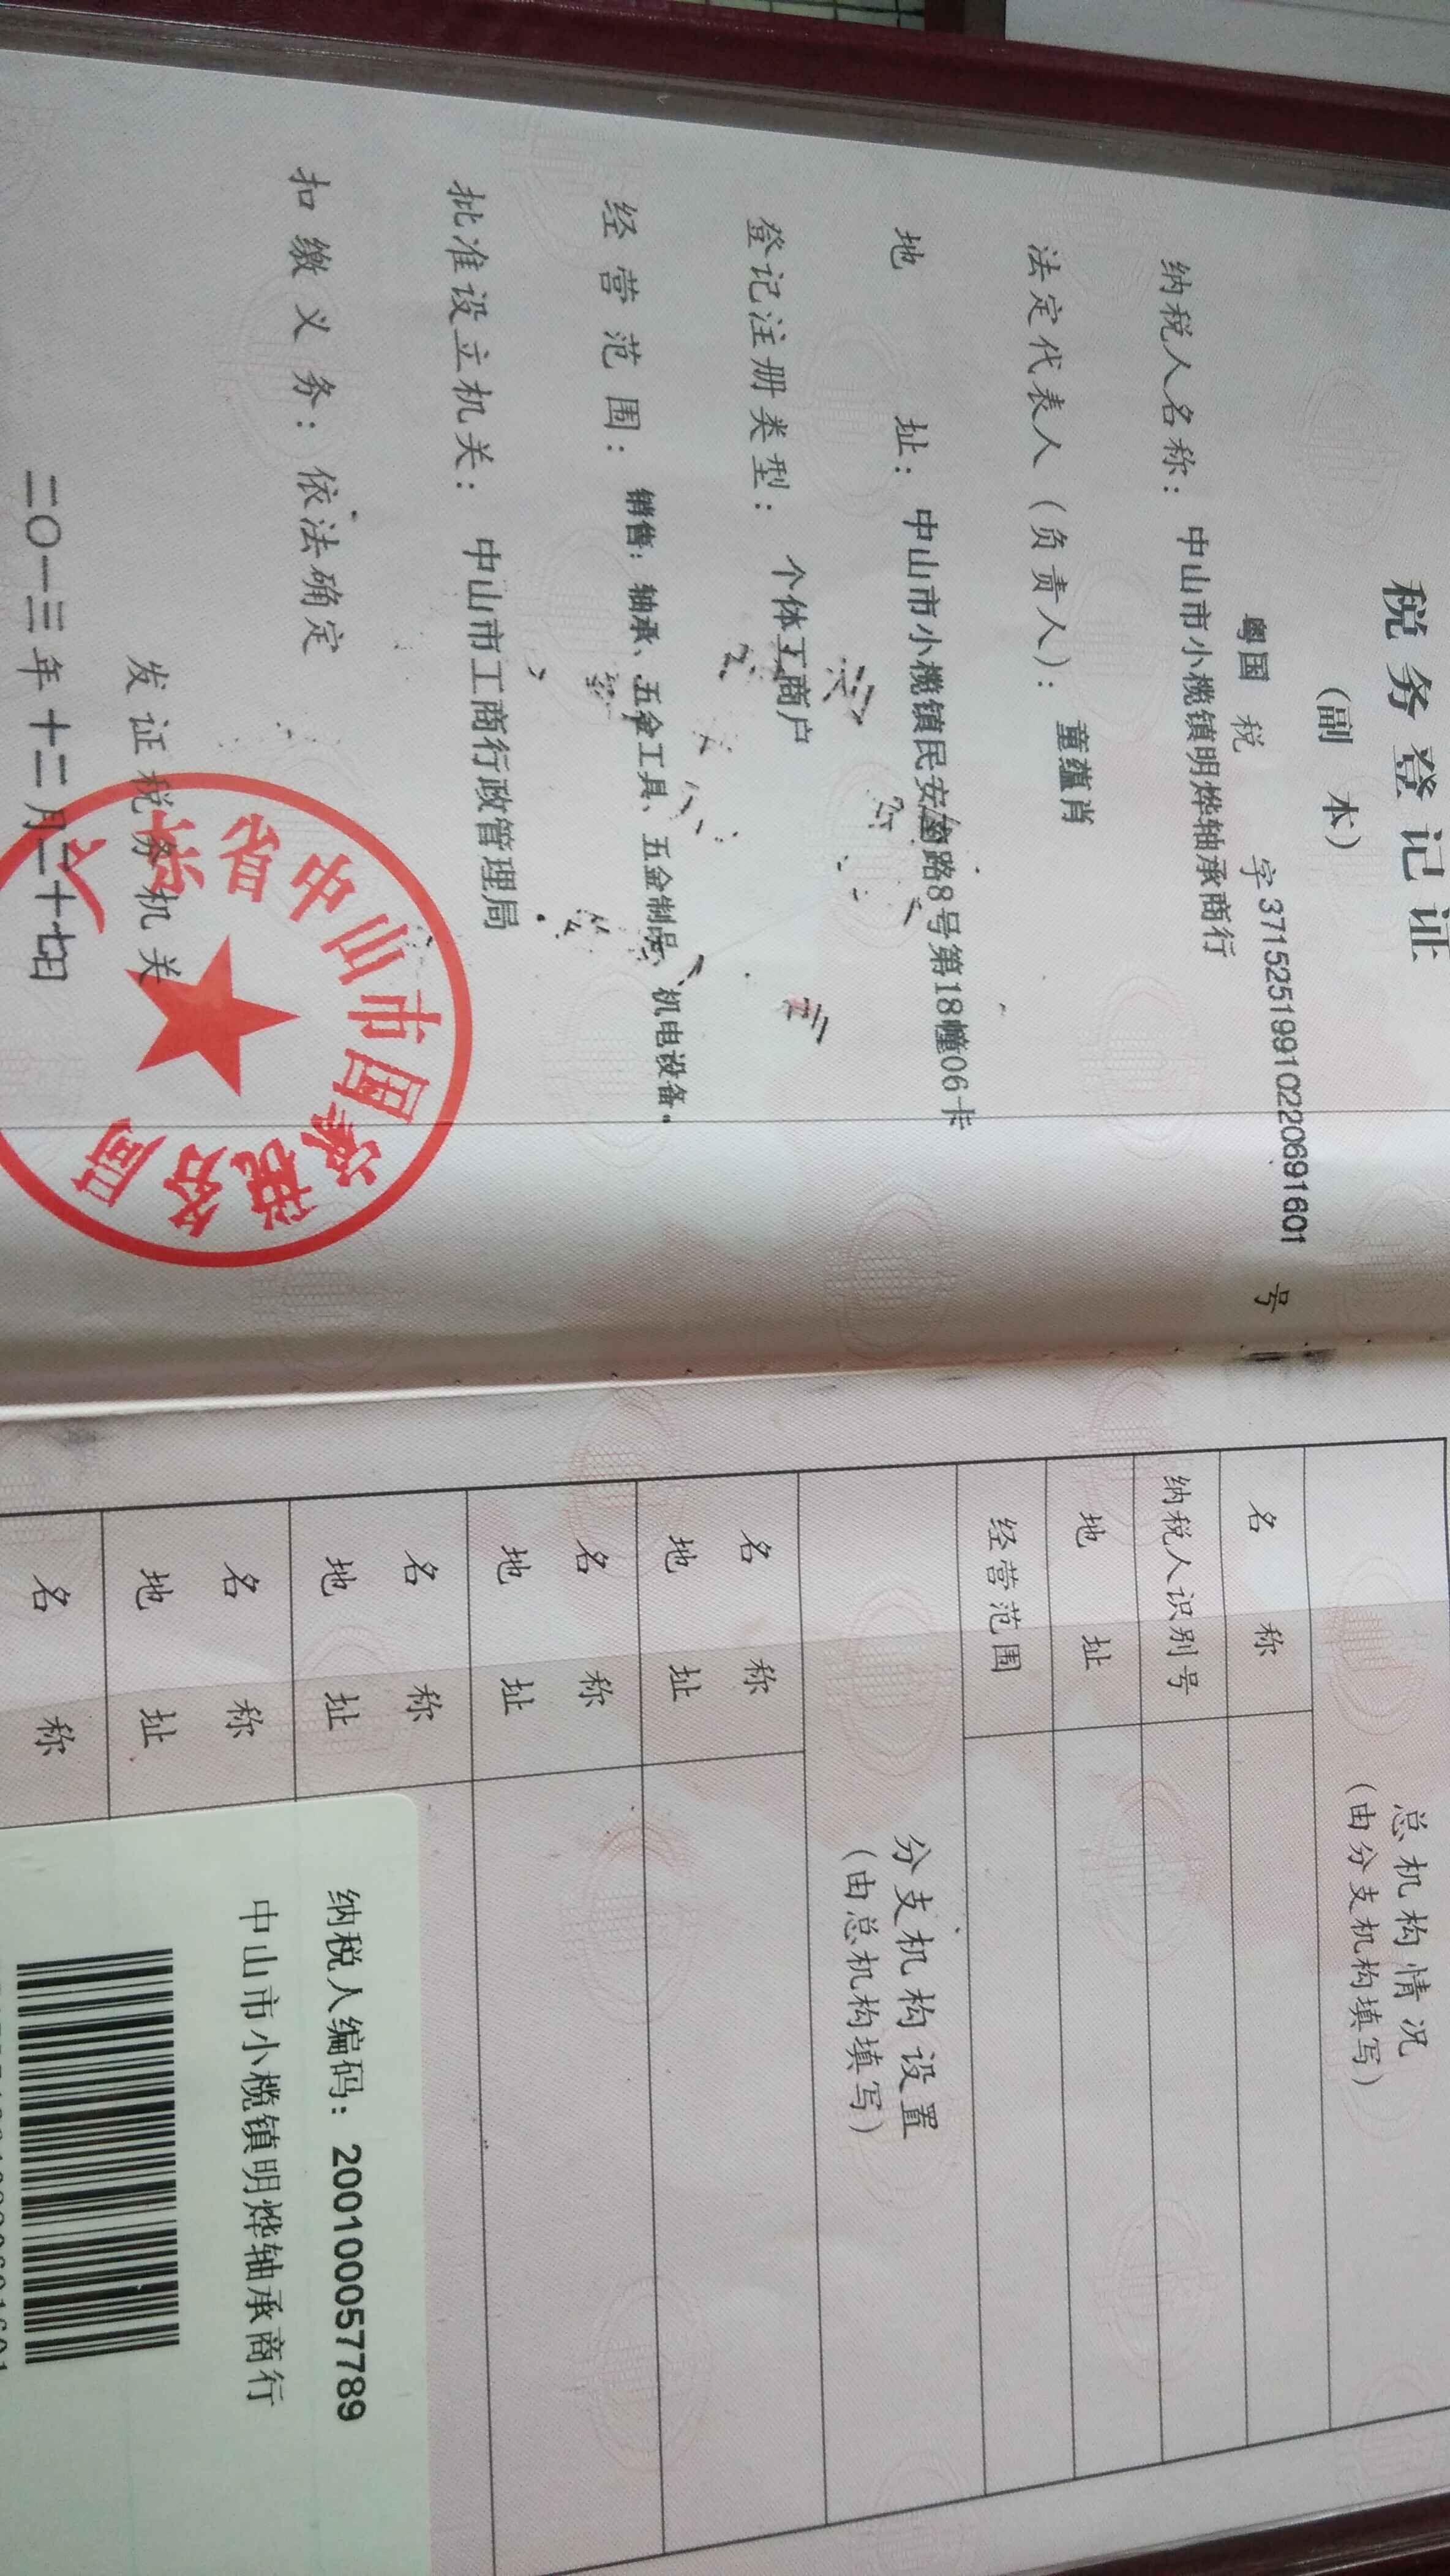 税务登记证
(副 本)
粤国 税 字 37152519910220691601 号
纳税人名称: 中山市小榄镇明烨轴承商行
法定代表人(负责人): 童蕴肖
地 址: 中山市小榄镇民安南路8号第18幢06卡
登记注册类型: 个体工商户
经营范围: 销售: 轴承、五金工具、五金制品、机电设备。
批准设立机关: 中山市工商行政管理局
扣缴义务: 依法确定
发证税务机关
二〇一三年十二月二十七日
广东省中山市国家税务局
总机构情况
(由分支机构填写)
名 称
纳税人识别号
地 址
经营范围
分支机构设置
(由总机构填写)
名 称
地 址
名 称
地 址
名 称
地 址
名 称
地 址
名 称
纳税人编码: 200100057789
中山市小榄镇明烨轴承商行